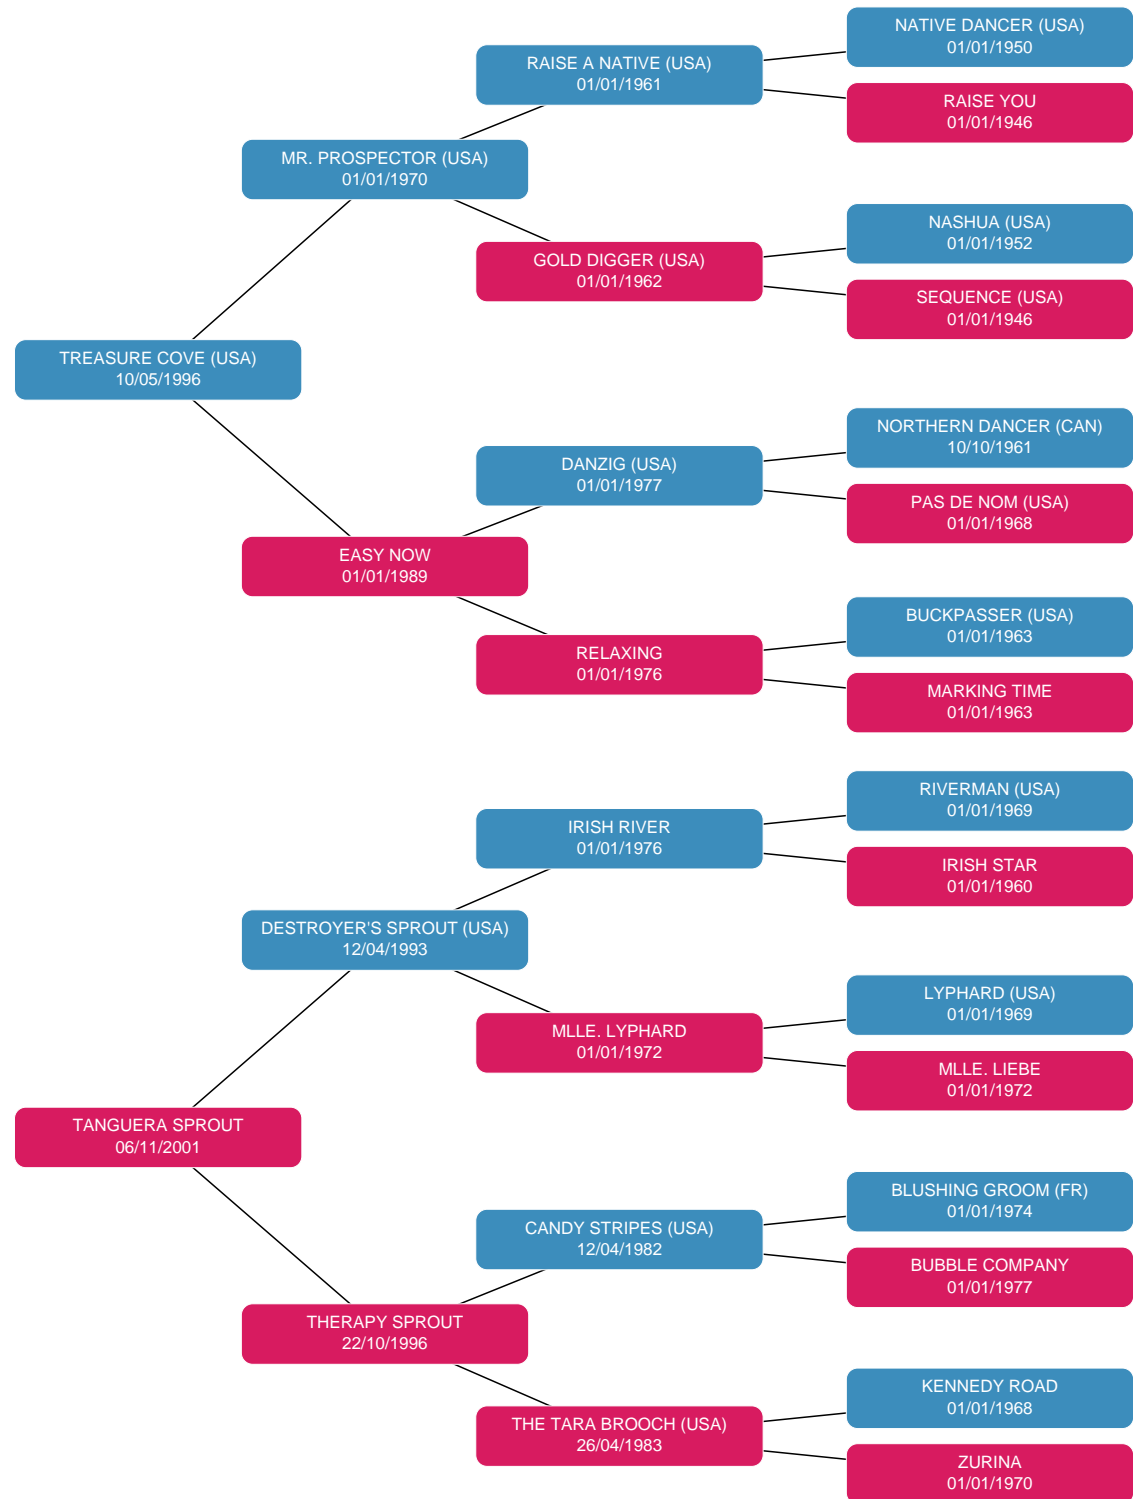 NATIVE DANCER (USA)
01/01/1950
RAISE A NATIVE (USA)
01/01/1961
RAISE YOU
01/01/1946
MR. PROSPECTOR (USA)
01/01/1970
NASHUA (USA)
01/01/1952
GOLD DIGGER (USA)
01/01/1962
SEQUENCE (USA)
01/01/1946
TREASURE COVE (USA)
10/05/1996
NORTHERN DANCER (CAN)
10/10/1961
DANZIG (USA)
01/01/1977
PAS DE NOM (USA)
01/01/1968
EASY NOW
01/01/1989
BUCKPASSER (USA)
01/01/1963
RELAXING
01/01/1976
MARKING TIME
01/01/1963
RIVERMAN (USA)
01/01/1969
IRISH RIVER
01/01/1976
IRISH STAR
01/01/1960
DESTROYER'S SPROUT (USA)
12/04/1993
LYPHARD (USA)
01/01/1969
MLLE. LYPHARD
01/01/1972
MLLE. LIEBE
01/01/1972
TANGUERA SPROUT
06/11/2001
BLUSHING GROOM (FR)
01/01/1974
CANDY STRIPES (USA)
12/04/1982
BUBBLE COMPANY
01/01/1977
THERAPY SPROUT
22/10/1996
KENNEDY ROAD
01/01/1968
THE TARA BROOCH (USA)
26/04/1983
ZURINA
01/01/1970